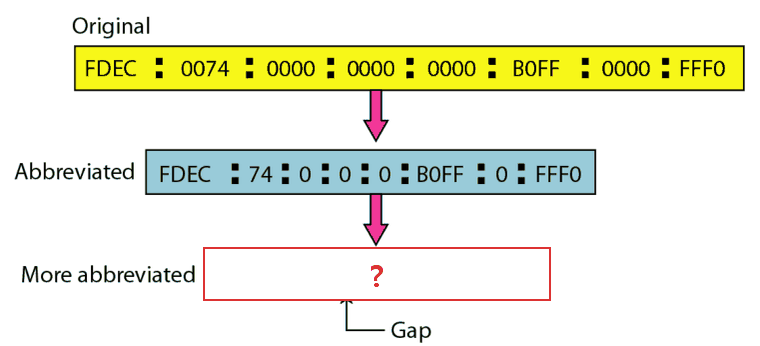 Original
FDEC : 0074 : 0000 : 0000 : 0000 : B0FF : 0000 : FFF0
Abbreviated FDEC : 74 : 0 : 0 : 0 : B0FF : 0 : FFF0
More abbreviated ?
Gap